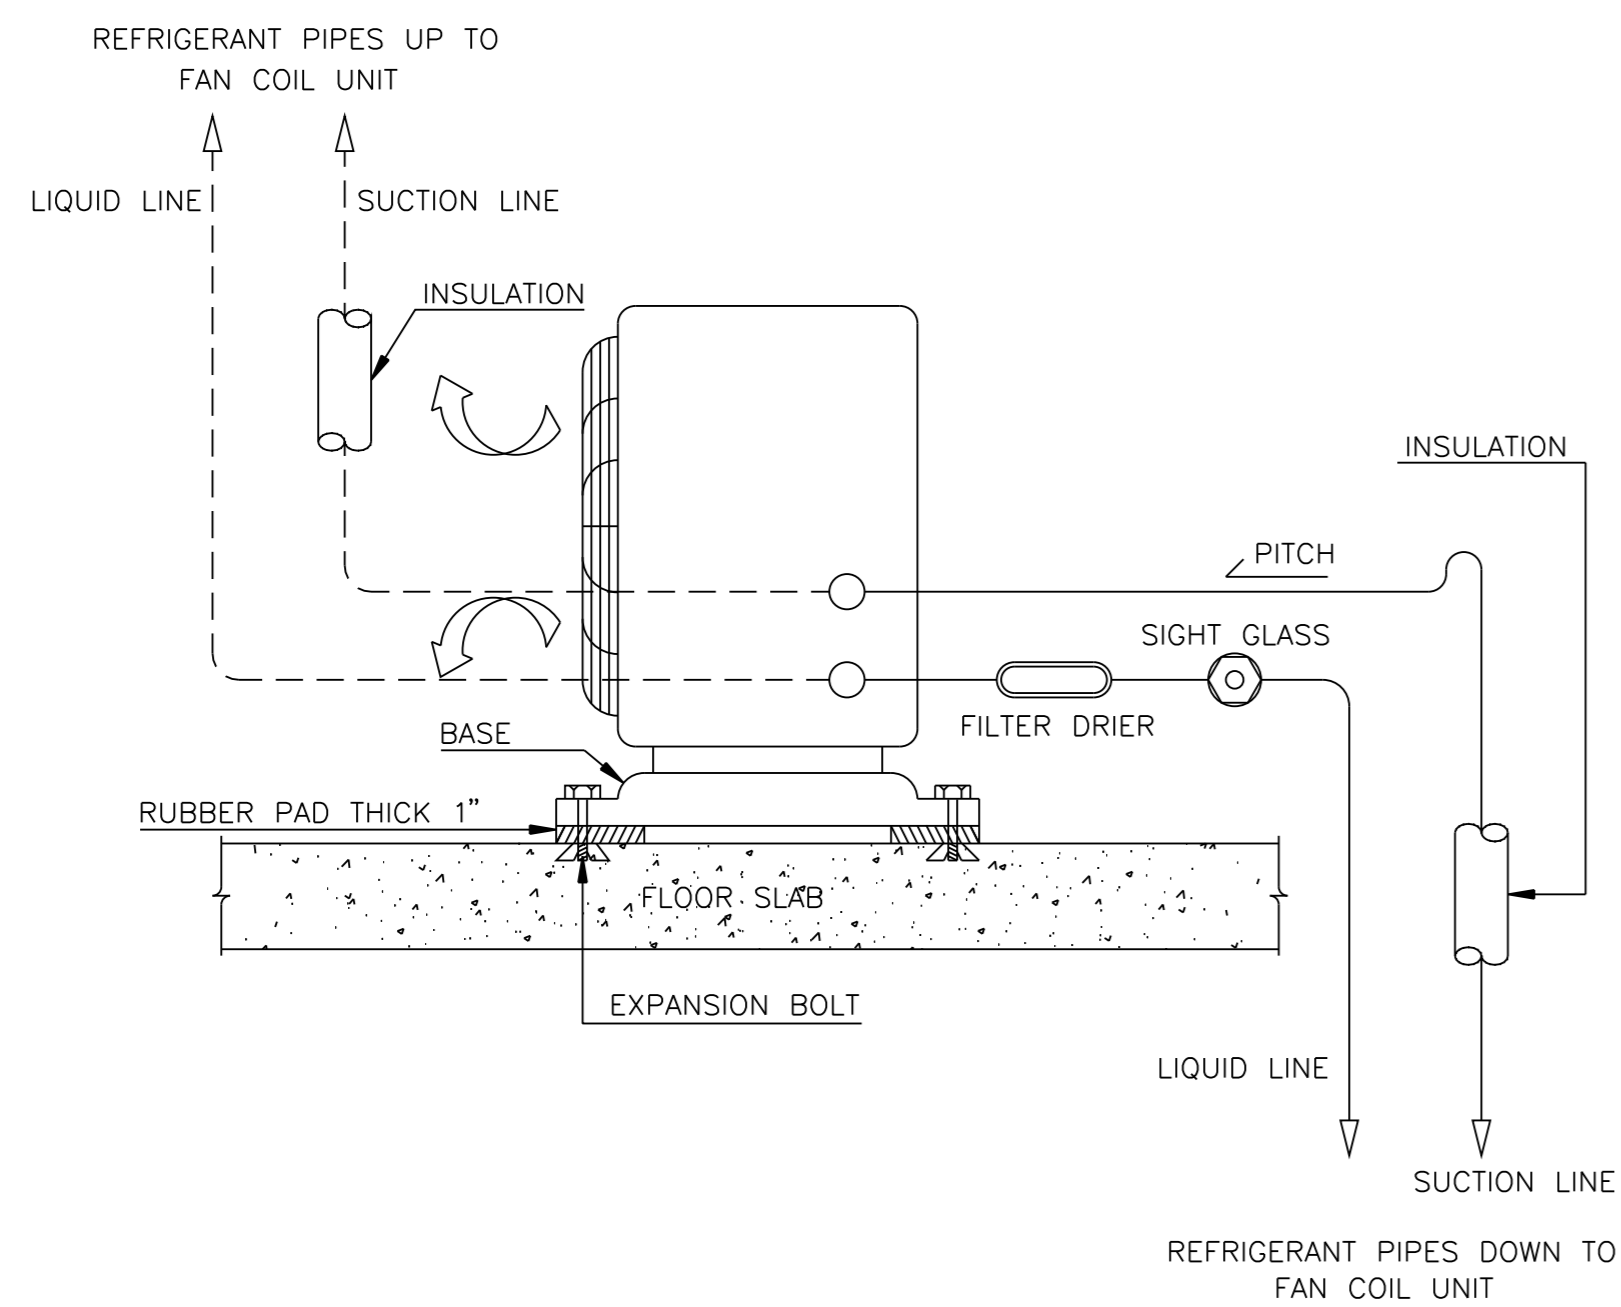 REFRIGERANT PIPES UP TO
FAN COIL UNIT
LIQUID LINE
SUCTION LINE
INSULATION
INSULATION
PITCH
SIGHT GLASS
FILTER DRIER
BASE
RUBBER PAD THICK 1"
FLOOR SLAB
EXPANSION BOLT
LIQUID LINE
SUCTION LINE
REFRIGERANT PIPES DOWN TO
FAN COIL UNIT